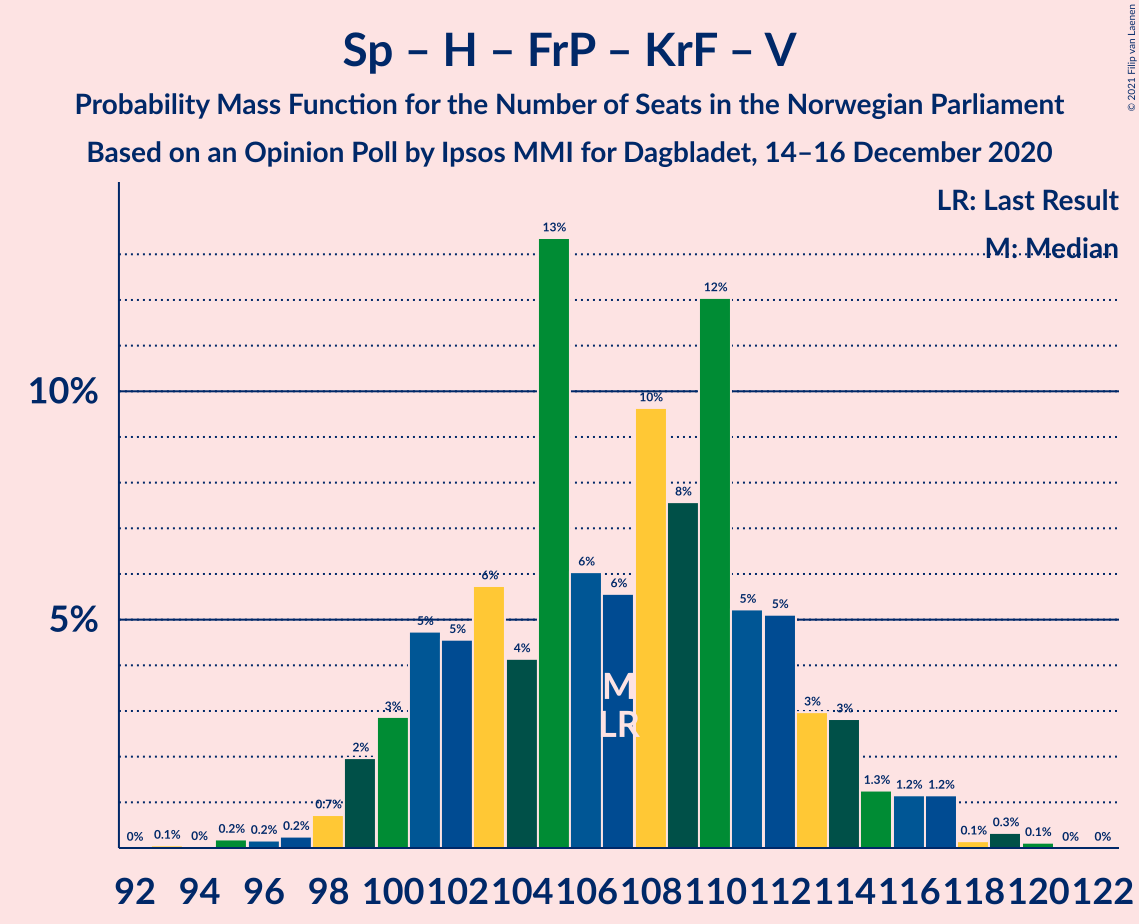 Sp – H – FrP – KrF – V
Probability Mass Function for the Number of Seats in the Norwegian Parliament
Based on an Opinion Poll by Ipsos MMI for Dagbladet, 14–16 December 2020
© 2021 Filip van Laenen
LR: Last Result
M: Median
10%
5%
0% 0.1% 0% 0.2% 0.2% 0.2% 0.7% 2% 3% 5% 5% 6% 4% 13% 6% 6% 10% 8% 12% 5% 5% 3% 3% 1.3% 1.2% 1.2% 0.1% 0.3% 0.1% 0% 0%
M
LR
92 94 96 98 100 102 104 106 108 110 112 114 116 118 120 122